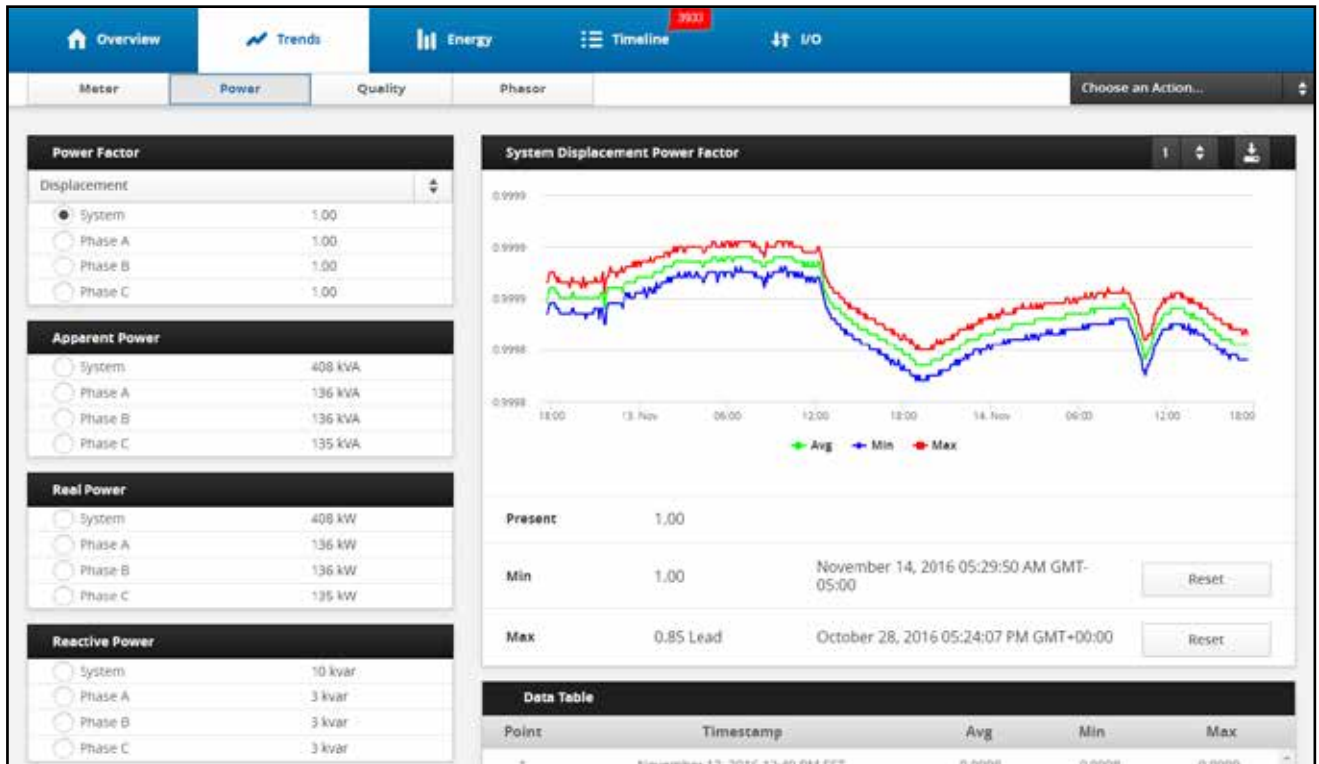 Overview Trends Energy Timeline 3933 I/O
Meter Power Quality Phasor Choose an Action...
Power Factor
Displacement
System 1.00
Phase A 1.00
Phase B 1.00
Phase C 1.00
Apparent Power
System 408 kVA
Phase A 136 kVA
Phase B 136 kVA
Phase C 135 kVA
Real Power
System 408 kW
Phase A 136 kW
Phase B 136 kW
Phase C 135 kW
Reactive Power
System 10 kvar
Phase A 3 kvar
Phase B 3 kvar
Phase C 3 kvar
System Displacement Power Factor 1
0.9999
0.9999
0.9999
0.9998
0.9998
18:00 13. Nov 06:00 12:00 18:00 14. Nov 06:00 12:00 18:00
Avg Min Max
Present 1.00
Min 1.00 November 14, 2016 05:29:50 AM GMT-
05:00 Reset
Max 0.85 Lead October 28, 2016 05:24:07 PM GMT+00:00 Reset
Data Table
Point Timestamp Avg Min Max